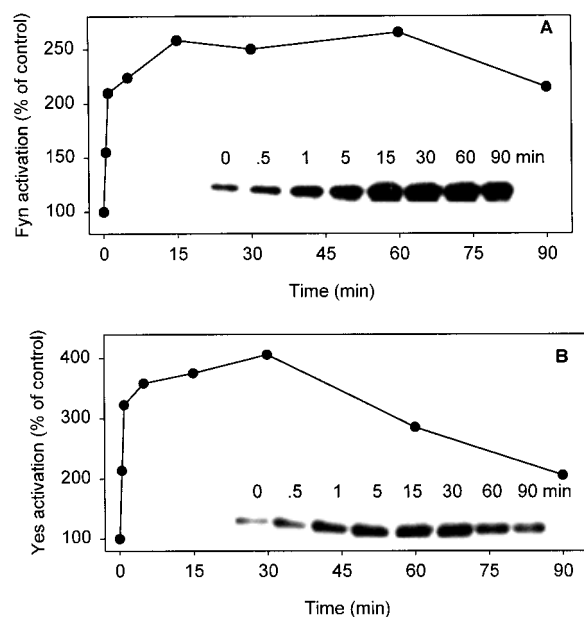 A
Fyn activation (% of control)
250
200
150
100
0 .5 1 5 15 30 60 90 min
0 15 30 45 60 75 90
Time (min)
B
Yes activation (% of control)
400
300
200
100
0 .5 1 5 15 30 60 90 min
0 15 30 45 60 75 90
Time (min)